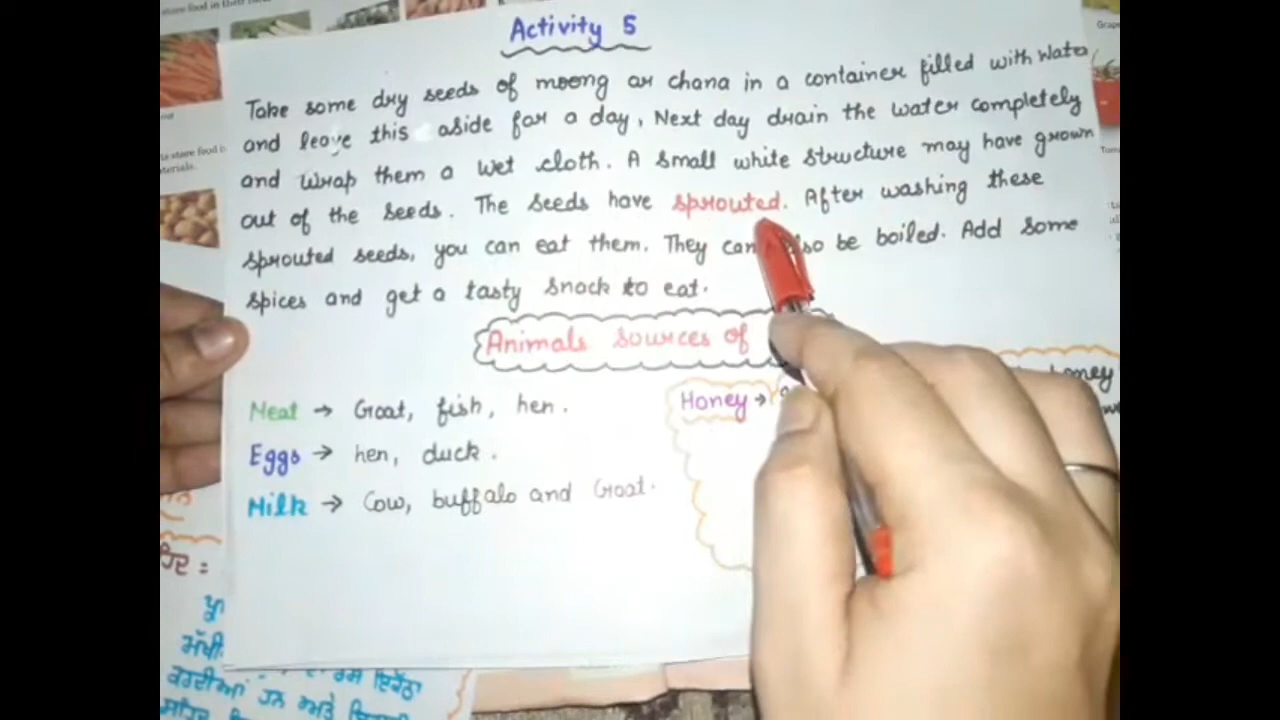 Activity 5
Take some dry seeds of moong or chana in a container filled with water
and leave this aside for a day. Next day drain the water completely
and wrap them a wet cloth. A small white structure may have grown
out of the seeds. The seeds have sprouted. After washing these
sprouted seeds, you can eat them. They can also be boiled. Add some
spices and get a tasty snack to eat.
Animals sources of
Meat → Goat, fish, hen.
Honey →
honey
Eggs → hen, duck.
Milk → Cow, buffalo and Goat.
ਕਰਦੀਆਂ ਹਨ ਅਤੇ